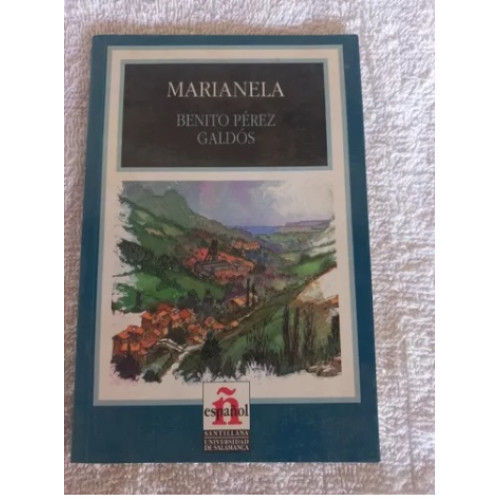 MARIANELA
BENITO PÉREZ
GALDÓS
ñ
español
SANTILLANA
UNIVERSIDAD
DE SALAMANCA